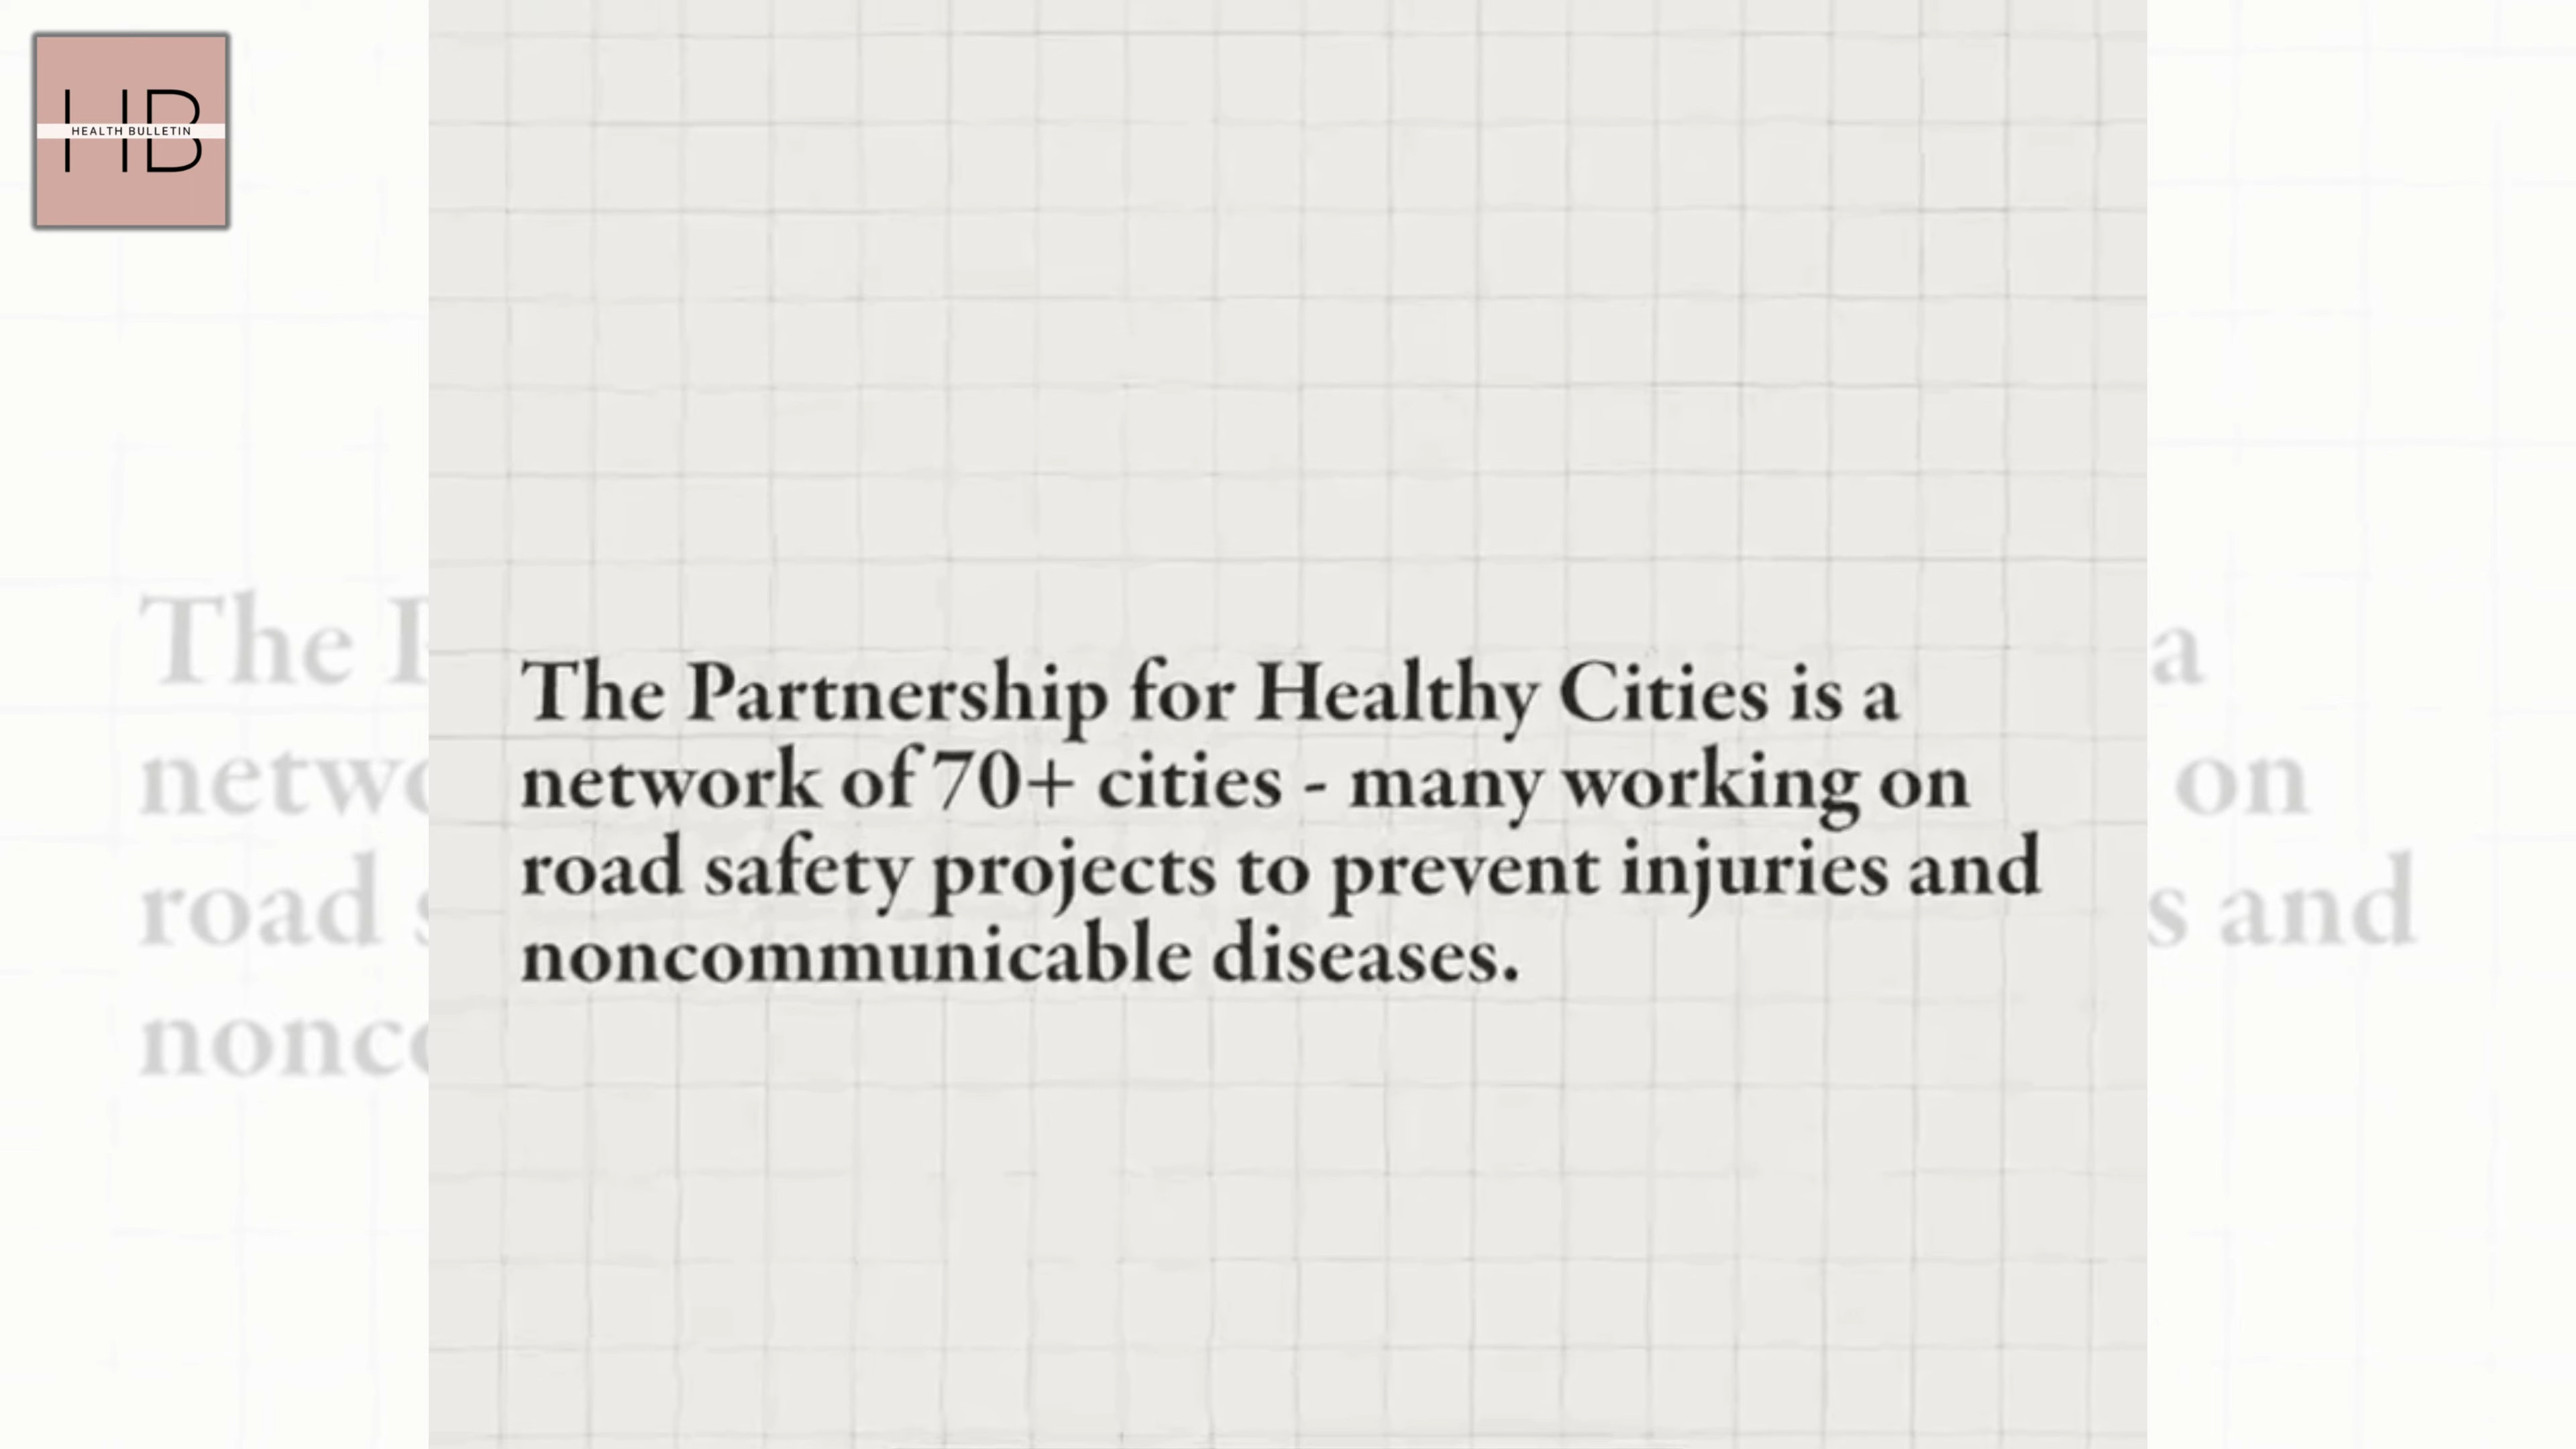 HB
HEALTH BULLETIN
The Partnership for Healthy Cities is a
network of 70+ cities - many working on
road safety projects to prevent injuries and
noncommunicable diseases.